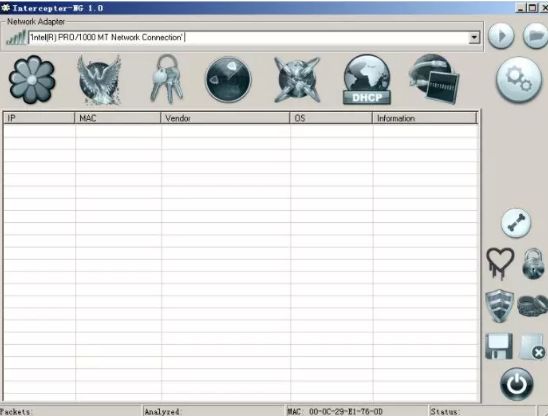 Intercepter-NG 1.0
Network Adapter
'Intel(R) PRO/1000 MT Network Connection'
DHCP
IP MAC Vendor OS Information
Packets: Analyzed: MAC: 00-0C-29-E1-76-0D Status: